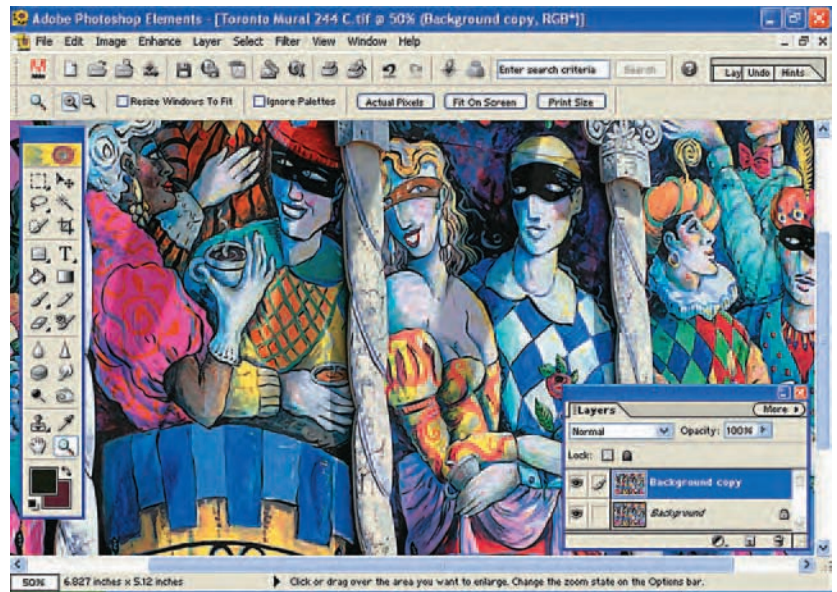 Adobe Photoshop Elements - [Toronto Mural 244 C.tif @ 50% (Background copy, RGB*)]
File Edit Image Enhance Layer Select Filter View Window Help
Enter search criteria Search Lay Undo Hints
Resize Windows To Fit Ignore Palettes Actual Pixels Fit On Screen Print Size
T
Layers More
Normal Opacity: 100%
Lock:
Background copy
Background
50% 6.827 inches x 5.12 inches Click or drag over the area you want to enlarge. Change the zoom state on the Options bar.